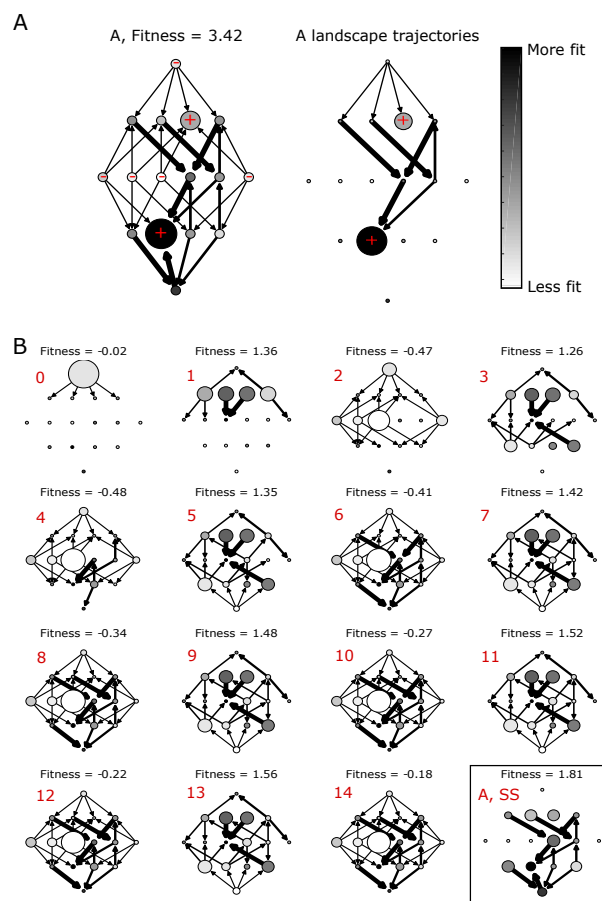 A
A, Fitness = 3.42
A landscape trajectories
More fit
Less fit
–
+
+
– – – –
+
+
B
Fitness = -0.02
1.36
Fitness = -0.47
1.26
0
1
2
3
Fitness = -0.48
Fitness = 1.35
Fitness = -0.41
Fitness = 1.42
4
5
6
7
Fitness = -0.34
Fitness = 1.48
Fitness = -0.27
Fitness = 1.52
8
9
10
11
Fitness = -0.22
Fitness = 1.56
Fitness = -0.18
Fitness = 1.81
12
13
14
A, SS